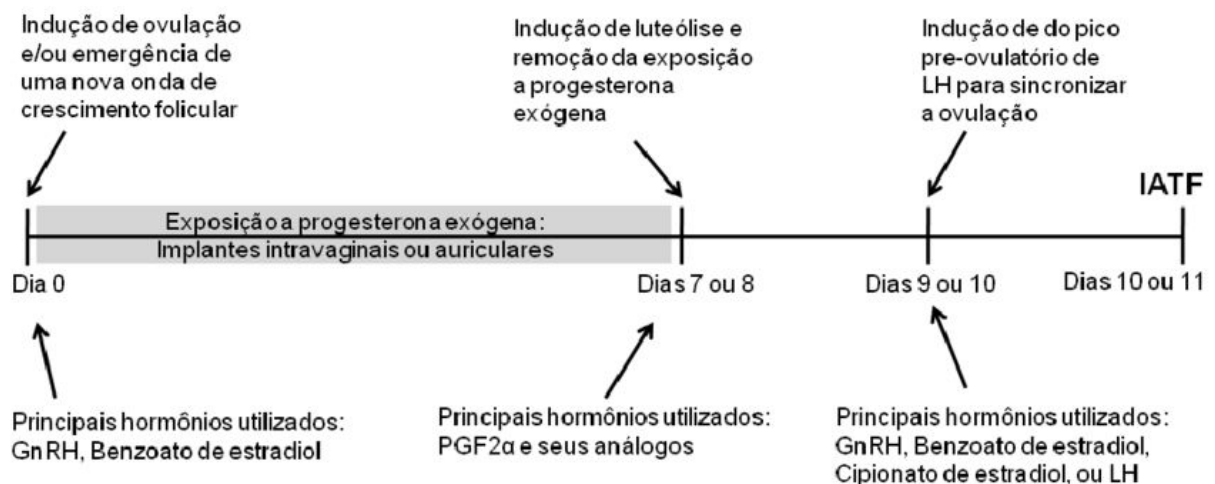 Indução de ovulação
e/ou emergência de
uma nova onda de
crescimento folicular
Indução de luteólise e
remoção da exposição
a progesterona
exógena
Indução de do pico
pre-ovulatório de
LH para sincronizar
a ovulação
IATF
Exposição a progesterona exógena:
Implantes intravaginais ou auriculares
Dia 0
Dias 7 ou 8
Dias 9 ou 10
Dias 10 ou 11
Principais hormônios utilizados:
GnRH, Benzoato de estradiol
Principais hormônios utilizados:
PGF2α e seus análogos
Principais hormônios utilizados:
GnRH, Benzoato de estradiol,
Cipionato de estradiol, ou LH